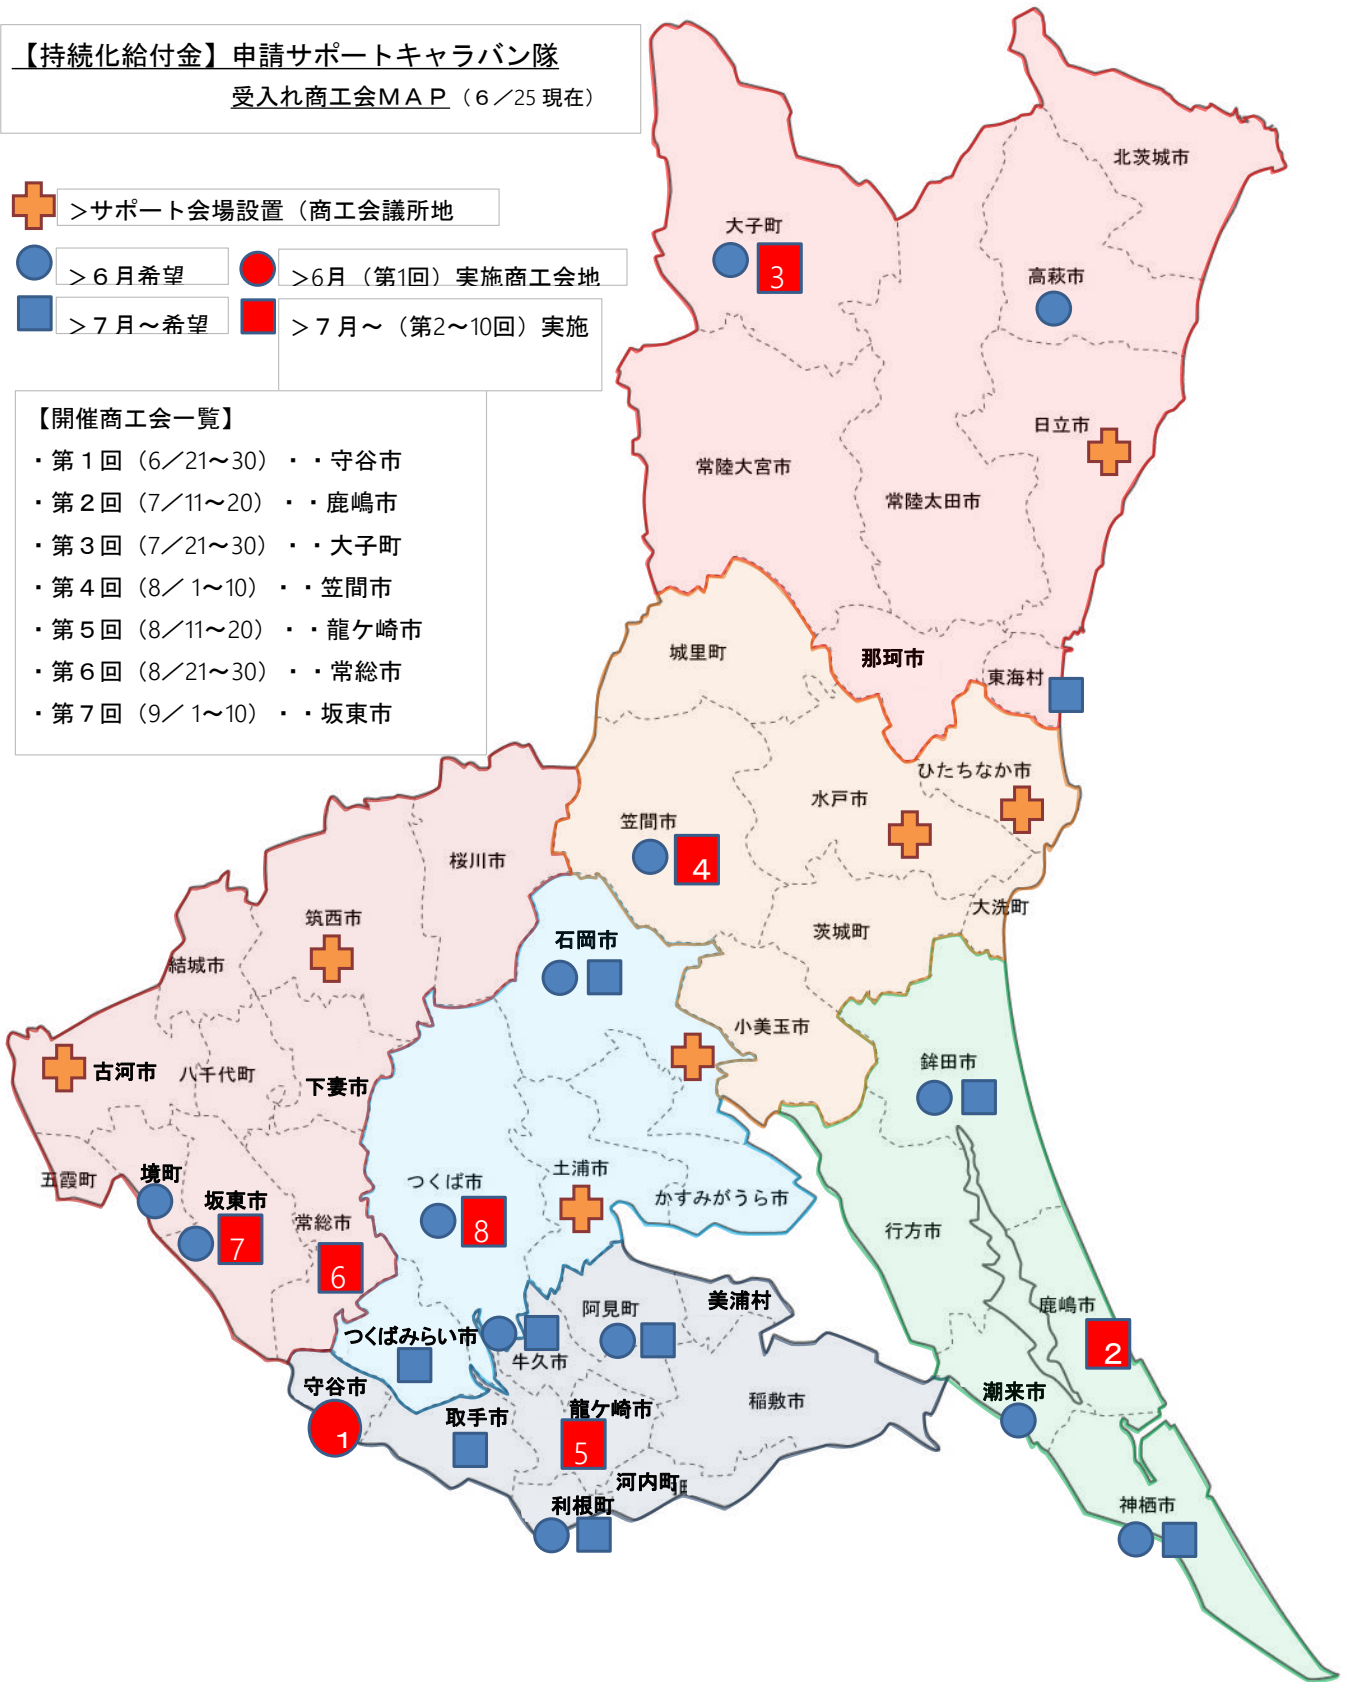 【持続化給付金】申請サポートキャラバン隊
受入れ商工会ＭＡＰ（６／25 現在）
＞サポート会場設置（商工会議所地
＞６月希望
＞6月（第1回）実施商工会地
＞７月～希望
＞７月～（第2～10回）実施
【開催商工会一覧】
・第１回（6／21～30）・・守谷市
・第２回（7／11～20）・・鹿嶋市
・第３回（7／21～30）・・大子町
・第４回（8／ 1～10）・・笠間市
・第５回（8／11～20）・・龍ケ崎市
・第６回（8／21～30）・・常総市
・第７回（9／ 1～10）・・坂東市
北茨城市
大子町
3
高萩市
日立市
常陸大宮市
常陸太田市
城里町
那珂市
東海村
ひたちなか市
水戸市
笠間市
4
桜川市
筑西市
茨城町
大洗町
石岡市
結城市
小美玉市
鉾田市
古河市
八千代町
下妻市
五霞町
境町
坂東市
7
常総市
6
つくば市
8
土浦市
かすみがうら市
行方市
美浦村
阿見町
鹿嶋市
2
つくばみらい市
牛久市
守谷市
1
取手市
龍ケ崎市
5
稲敷市
潮来市
河内町
利根町
神栖市